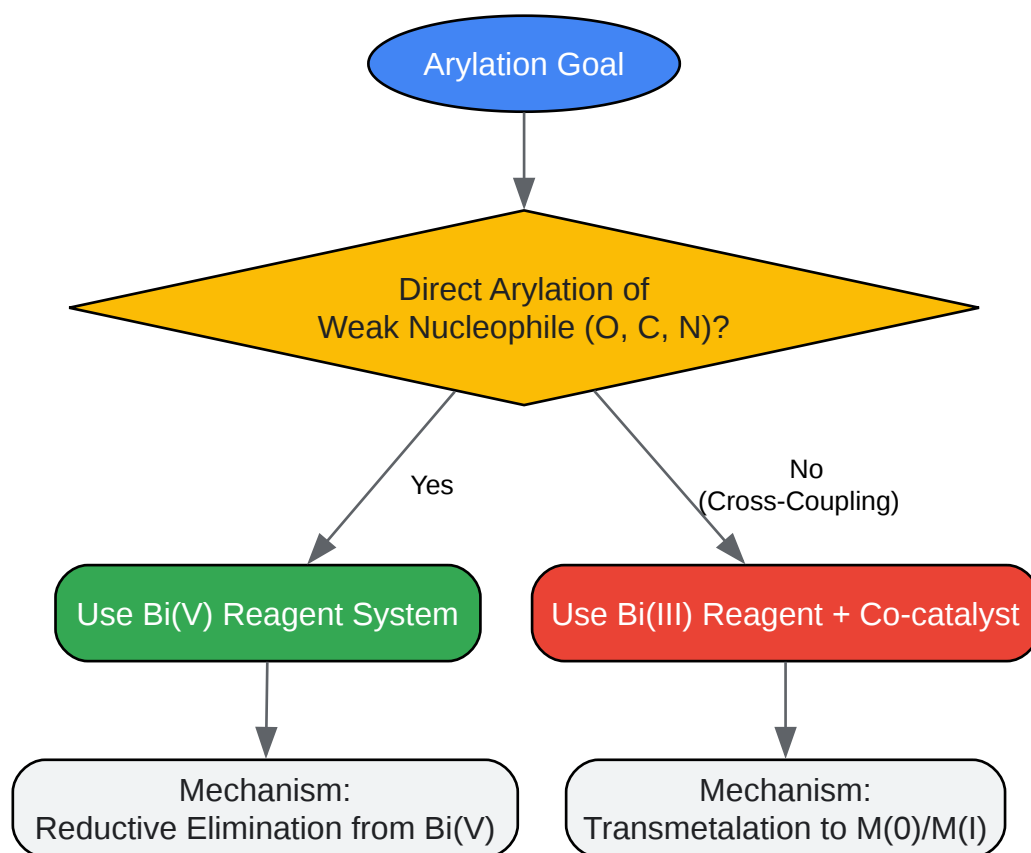 Arylation Goal
Direct Arylation of
Weak Nucleophile (O, C, N)?
Yes
No
(Cross-Coupling)
Use Bi(V) Reagent System
Use Bi(III) Reagent + Co-catalyst
Mechanism:
Reductive Elimination from Bi(V)
Mechanism:
Transmetalation to M(0)/M(I)